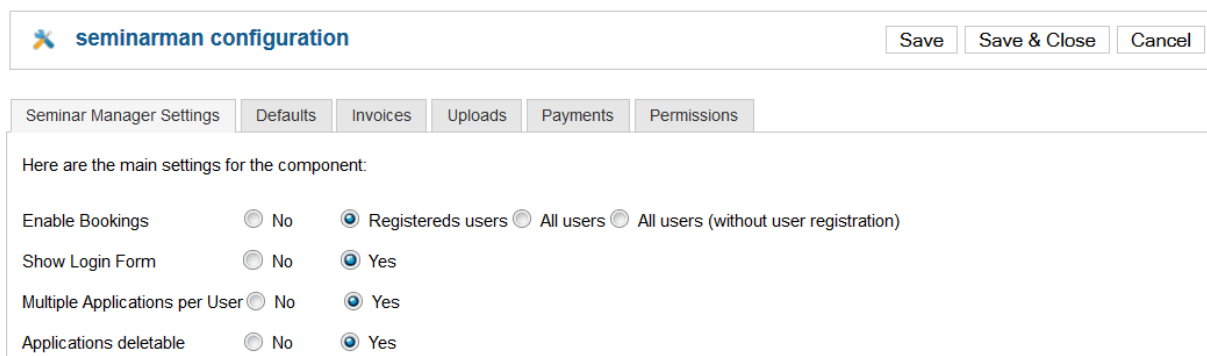 seminarman configuration Save Save & Close Cancel
Seminar Manager Settings Defaults Invoices Uploads Payments Permissions
Here are the main settings for the component:
Enable Bookings No Registereds users All users All users (without user registration)
Show Login Form No Yes
Multiple Applications per User No Yes
Applications deletable No Yes